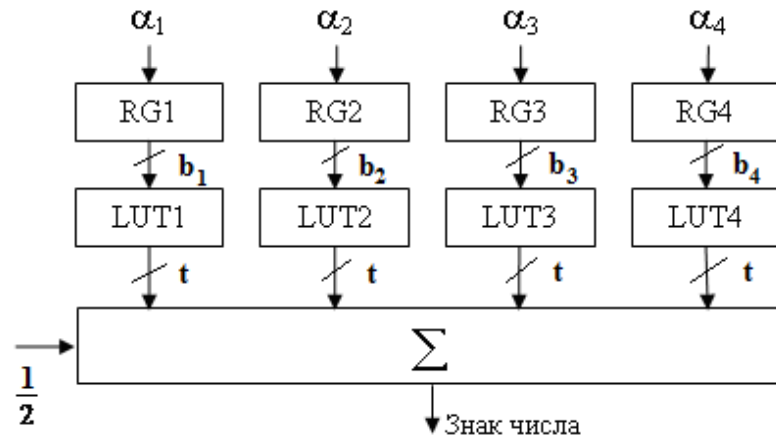 α₁ α₂ α₃ α₄
RG1 RG2 RG3 RG4
b₁ b₂ b₃ b₄
LUT1 LUT2 LUT3 LUT4
t t t t
Σ
1/2
Знак числа